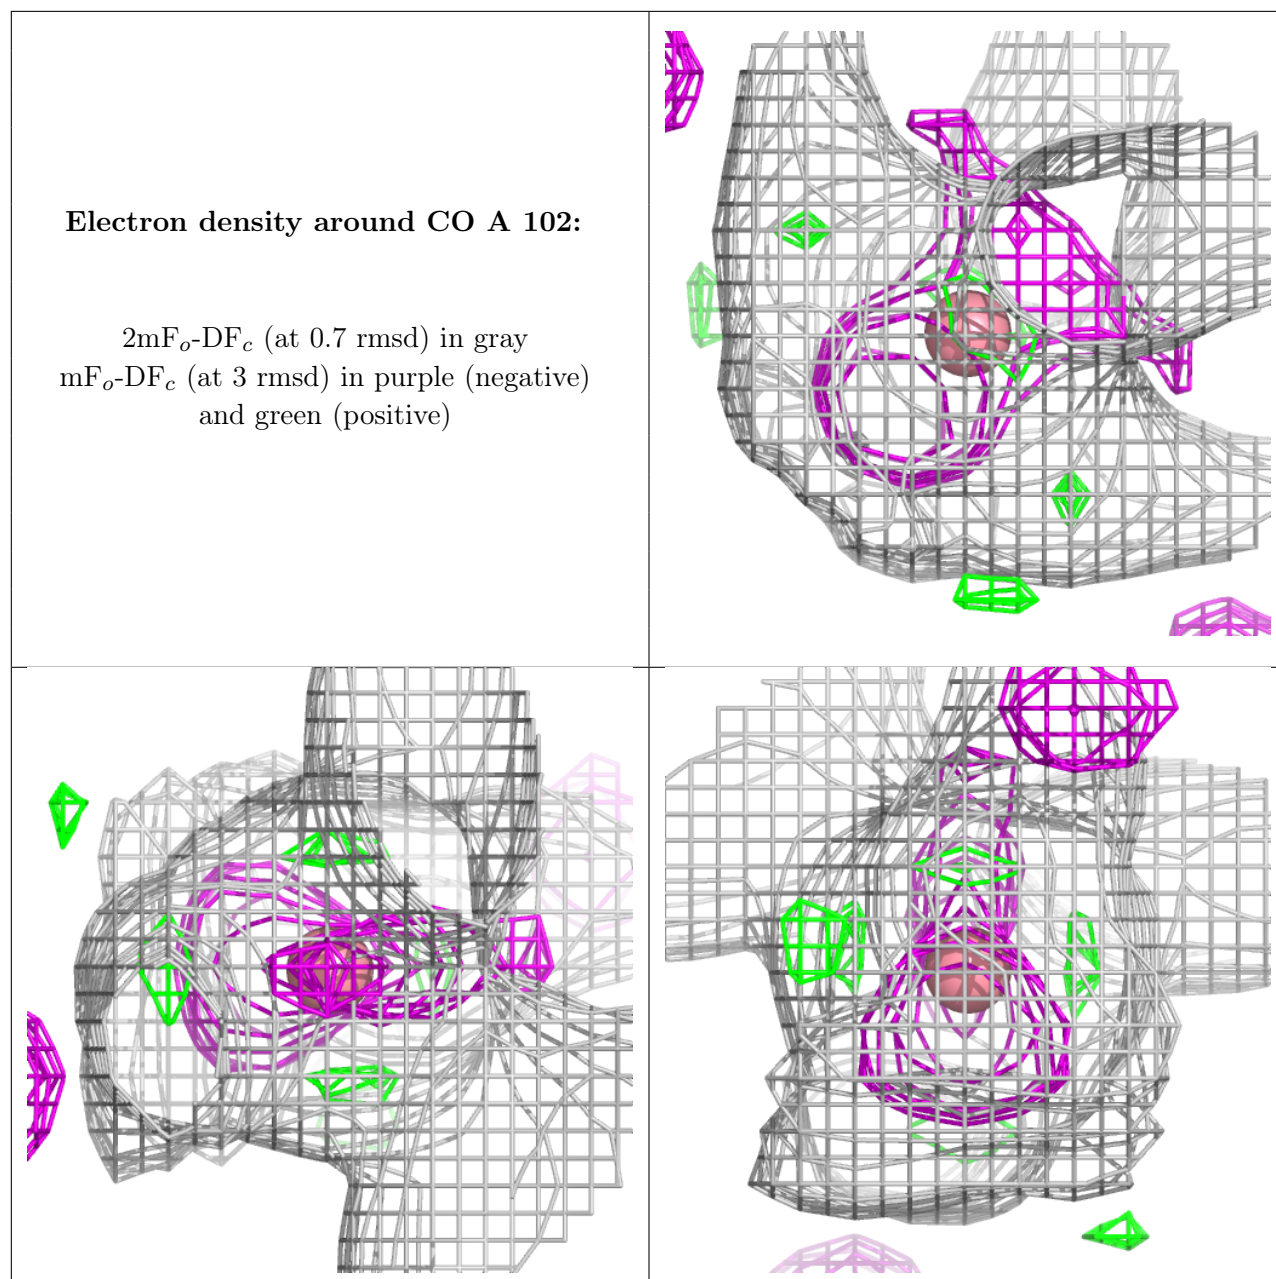 Electron density around CO A 102:
2mFo-DFc (at 0.7 rmsd) in gray
mFo-DFc (at 3 rmsd) in purple (negative)
and green (positive)